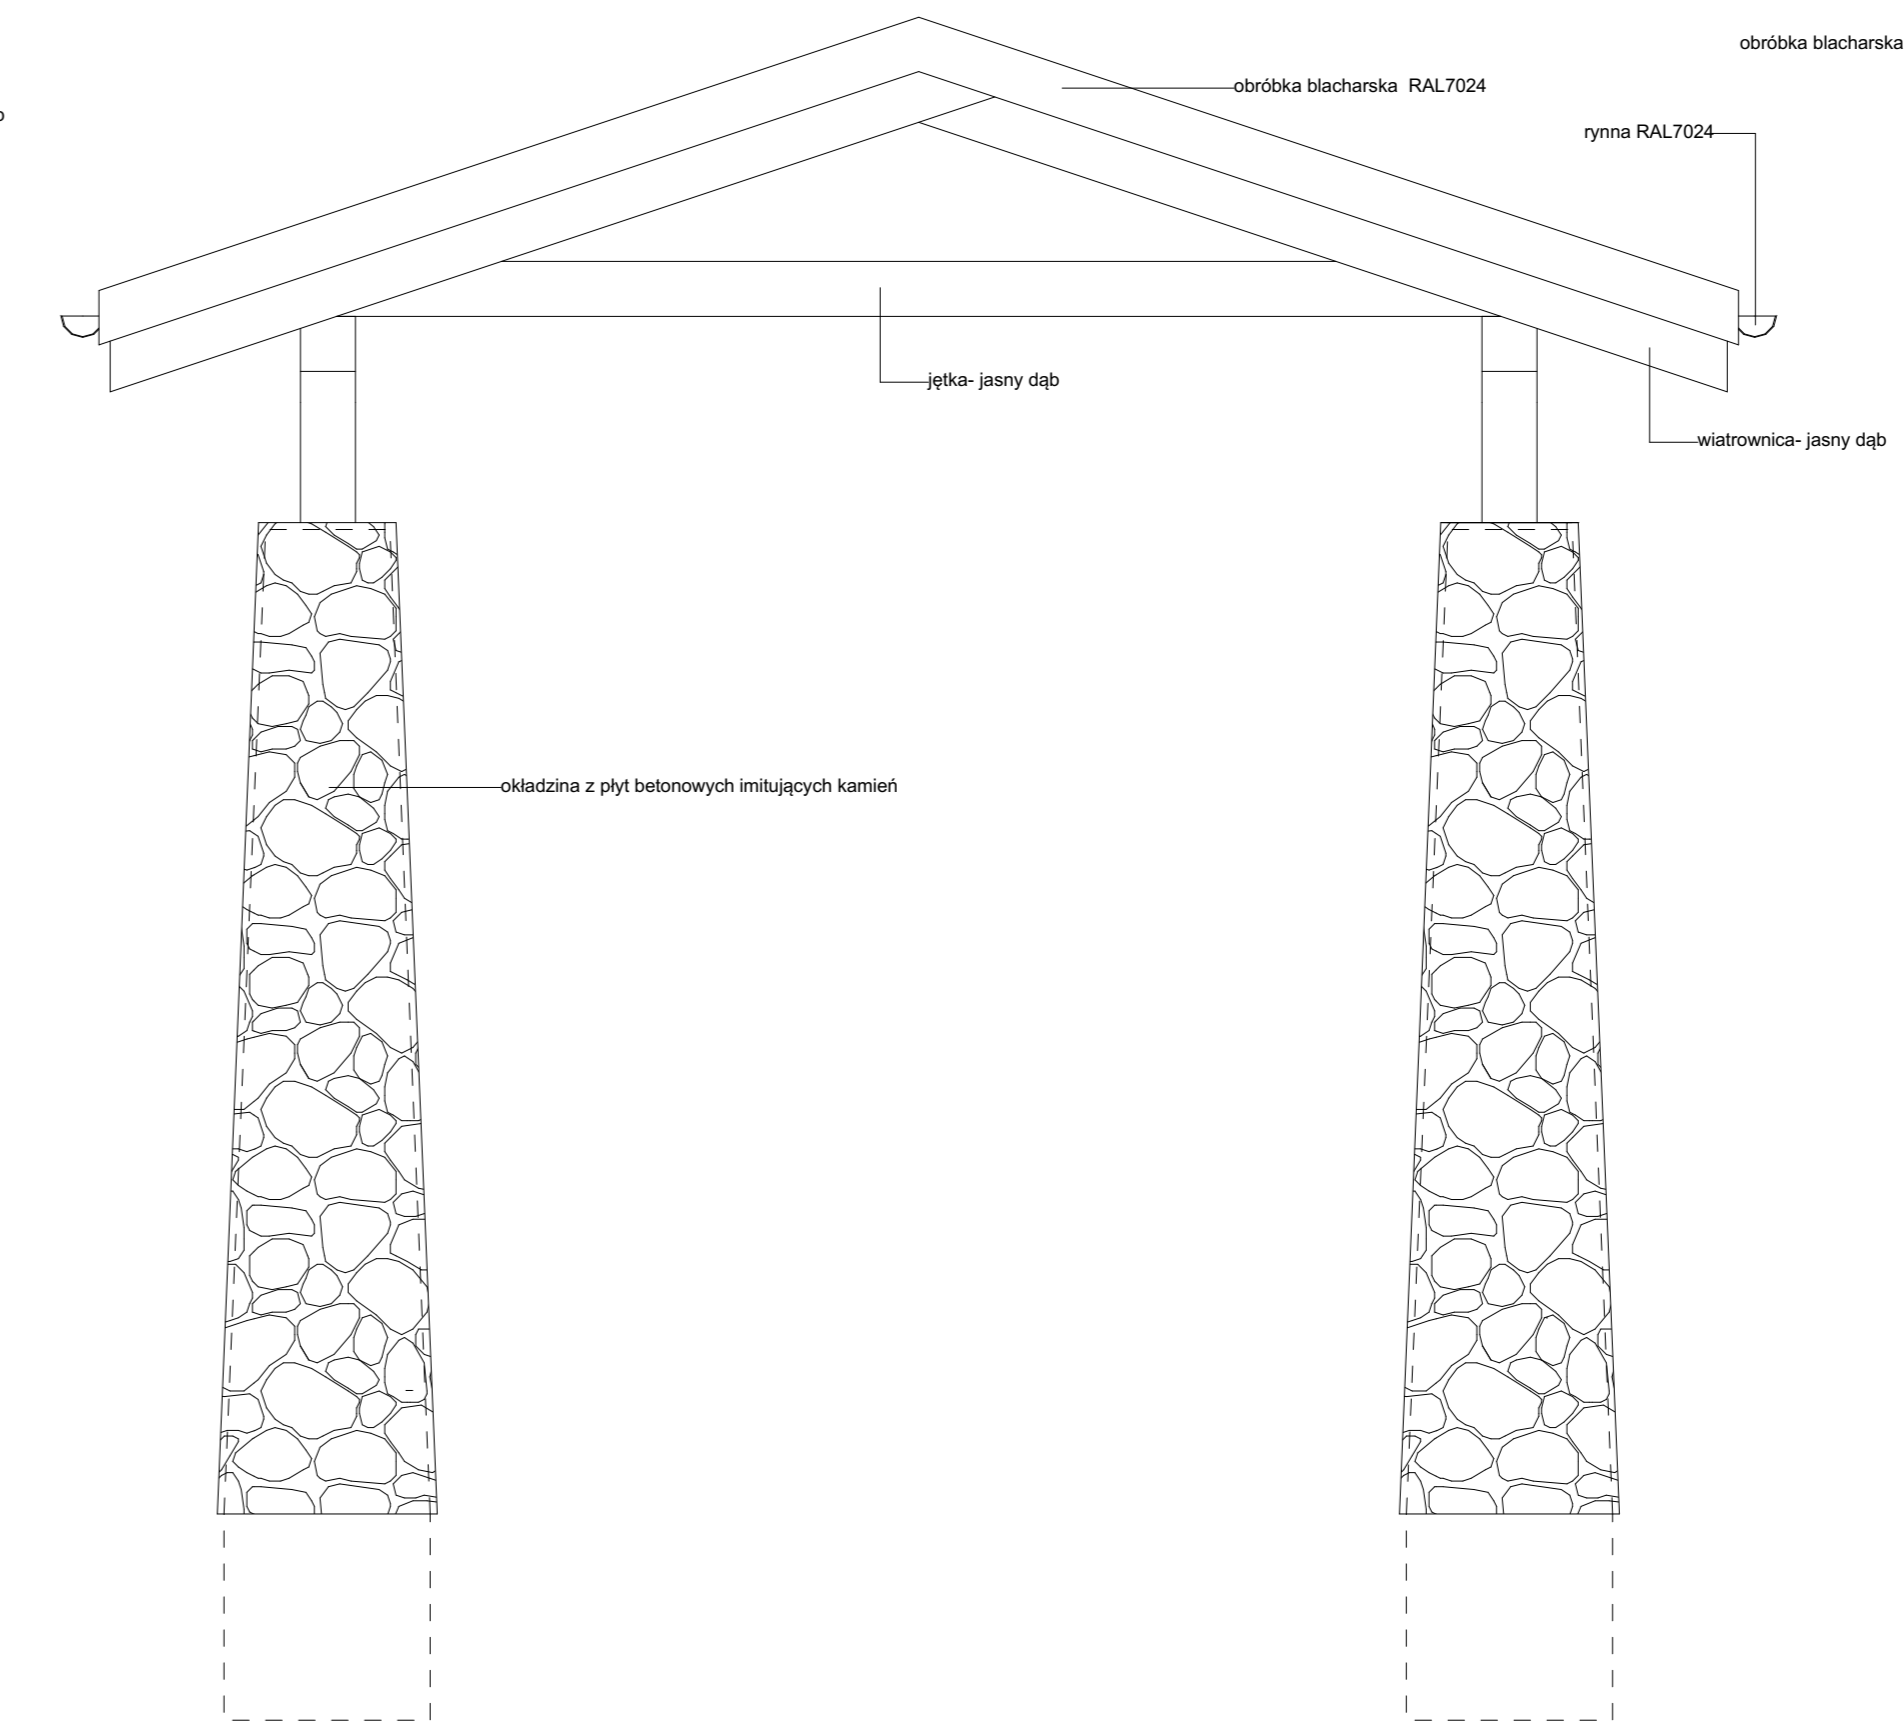 obróbka blacharska
obróbka blacharska RAL7024
rynna RAL7024
jętka- jasny dąb
wiatrownica- jasny dąb
okładzina z płyt betonowych imitujących kamień